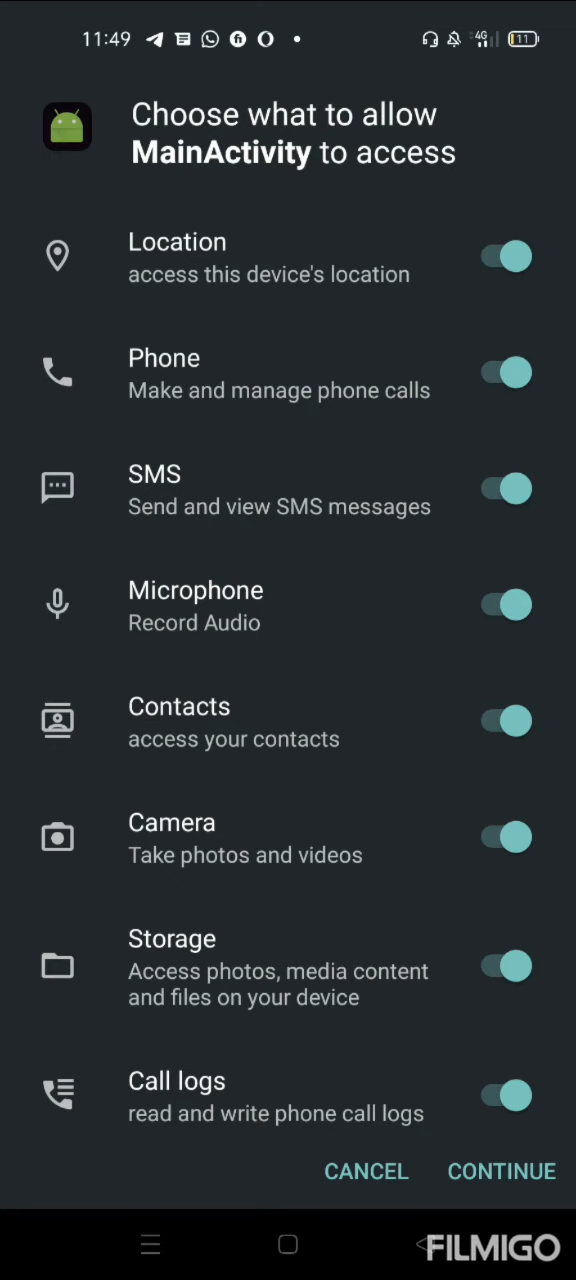 11:49
4G
11
Choose what to allow
MainActivity to access
Location
access this device's location
Phone
Make and manage phone calls
SMS
Send and view SMS messages
Microphone
Record Audio
Contacts
access your contacts
Camera
Take photos and videos
Storage
Access photos, media content
and files on your device
Call logs
read and write phone call logs
CANCEL
CONTINUE
FILMIGO